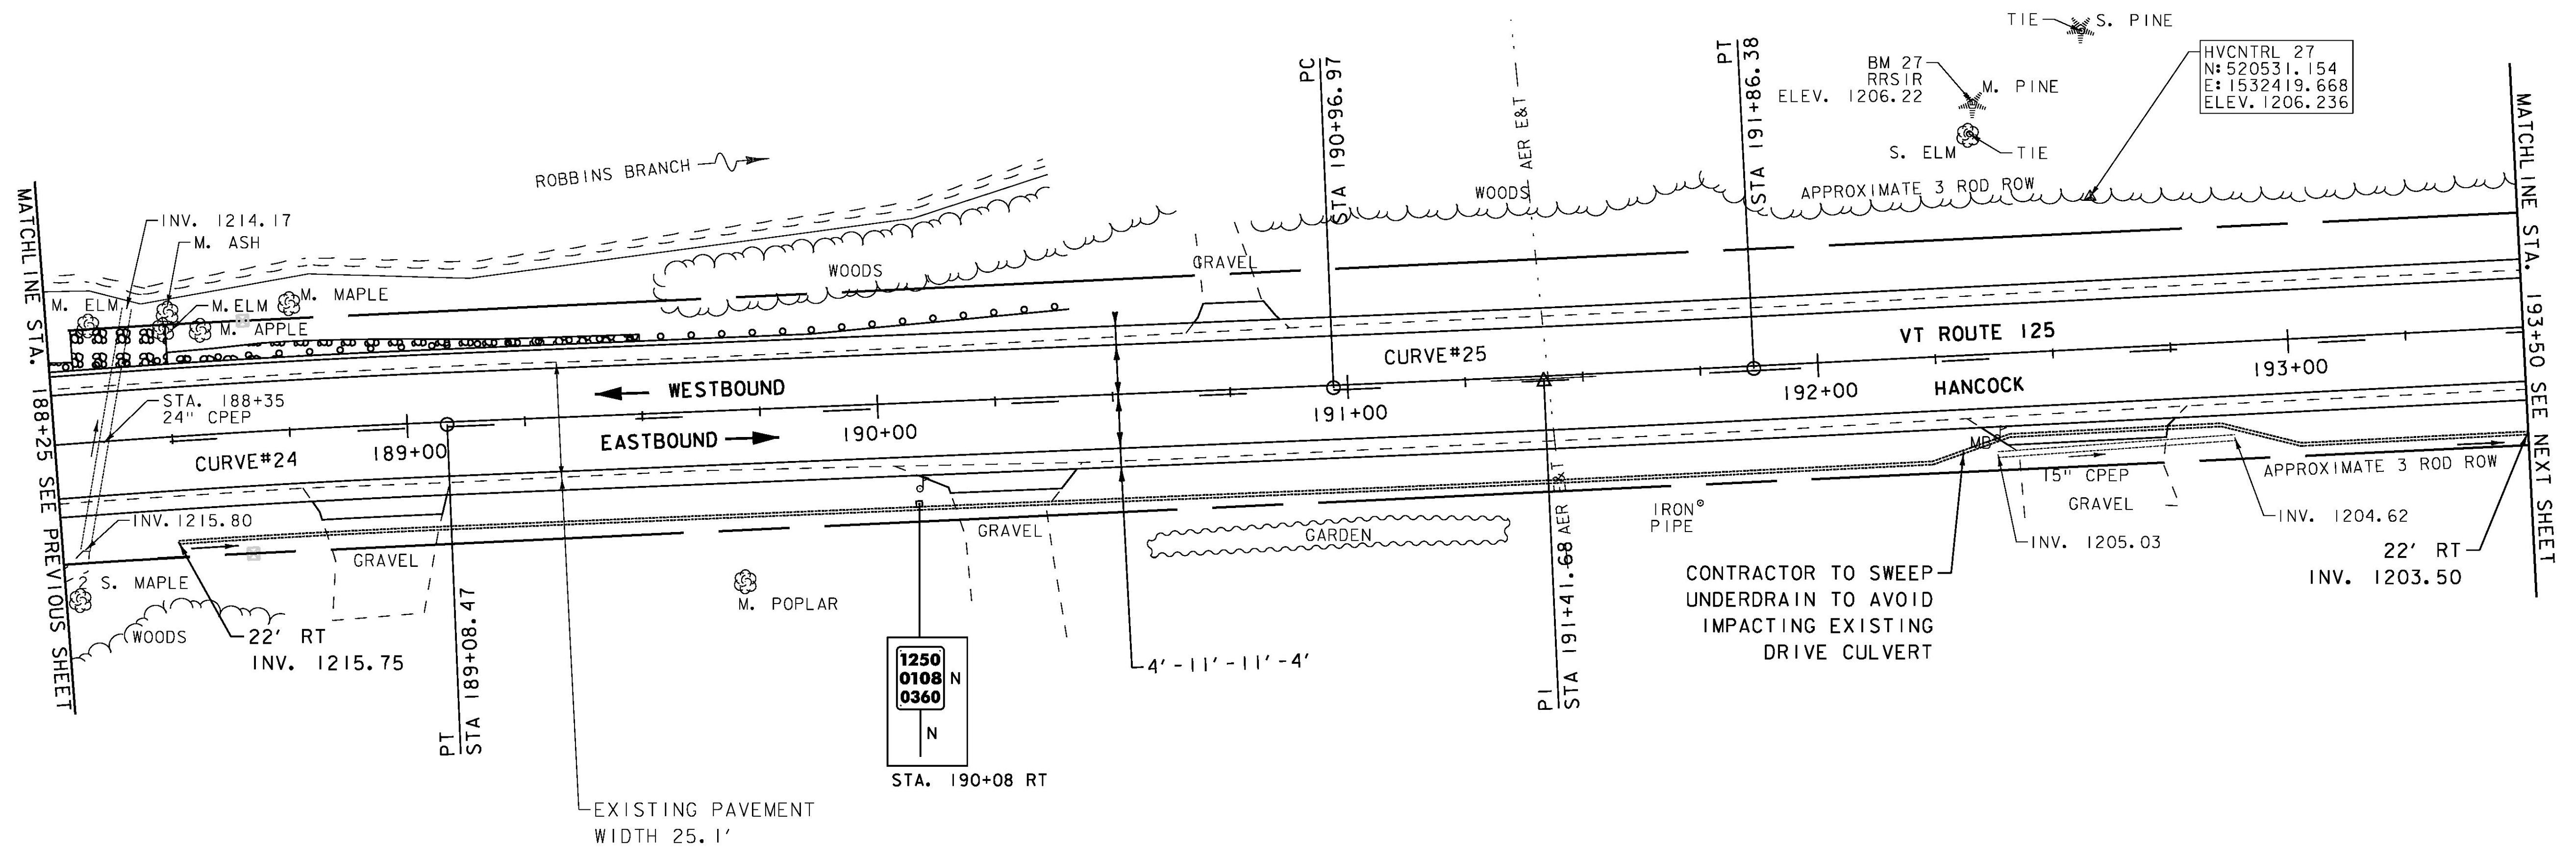 TIE
S. PINE
HVCNTRL 27
N: 520531.154
E: 1532419.668
ELEV. 1206.236
BM 27
RRSIR
ELEV. 1206.22
M. PINE
S. ELM
TIE
PC
STA 190+96.97
PT
STA 191+86.38
AER E&T
ROBBINS BRANCH
WOODS
APPROXIMATE 3 ROD ROW
MATCHLINE STA. 188+25 SEE PREVIOUS SHEET
MATCHLINE STA. 193+50 SEE NEXT SHEET
INV. 1214.17
M. ASH
M. ELM
M. ELM
M. MAPLE
M. APPLE
WOODS
GRAVEL
STA. 188+35
24" CPEP
WESTBOUND
EASTBOUND
CURVE#24
CURVE#25
VT ROUTE 125
HANCOCK
189+00
190+00
191+00
192+00
193+00
INV. 1215.80
2 S. MAPLE
WOODS
22' RT
INV. 1215.75
GRAVEL
PT
STA 189+08.47
M. POPLAR
GRAVEL
GARDEN
IRON
PIPE
AER E&T
PI
STA 191+41.68
MB
15" CPEP
GRAVEL
APPROXIMATE 3 ROD ROW
INV. 1204.62
INV. 1205.03
22' RT
INV. 1203.50
CONTRACTOR TO SWEEP
UNDERDRAIN TO AVOID
IMPACTING EXISTING
DRIVE CULVERT
4'-11'-11'-4'
1250
0108
0360
N
N
STA. 190+08 RT
EXISTING PAVEMENT
WIDTH 25.1'